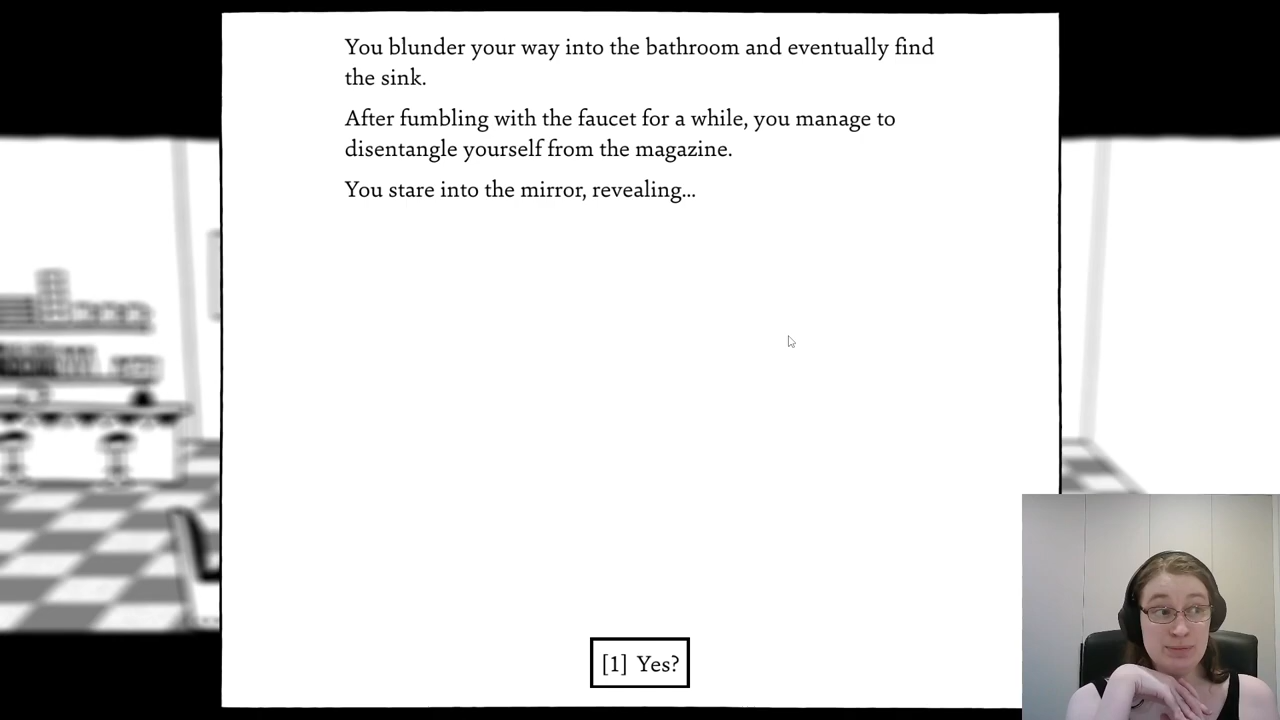 You blunder your way into the bathroom and eventually find
the sink.
After fumbling with the faucet for a while, you manage to
disentangle yourself from the magazine.
You stare into the mirror, revealing...
[1] Yes?